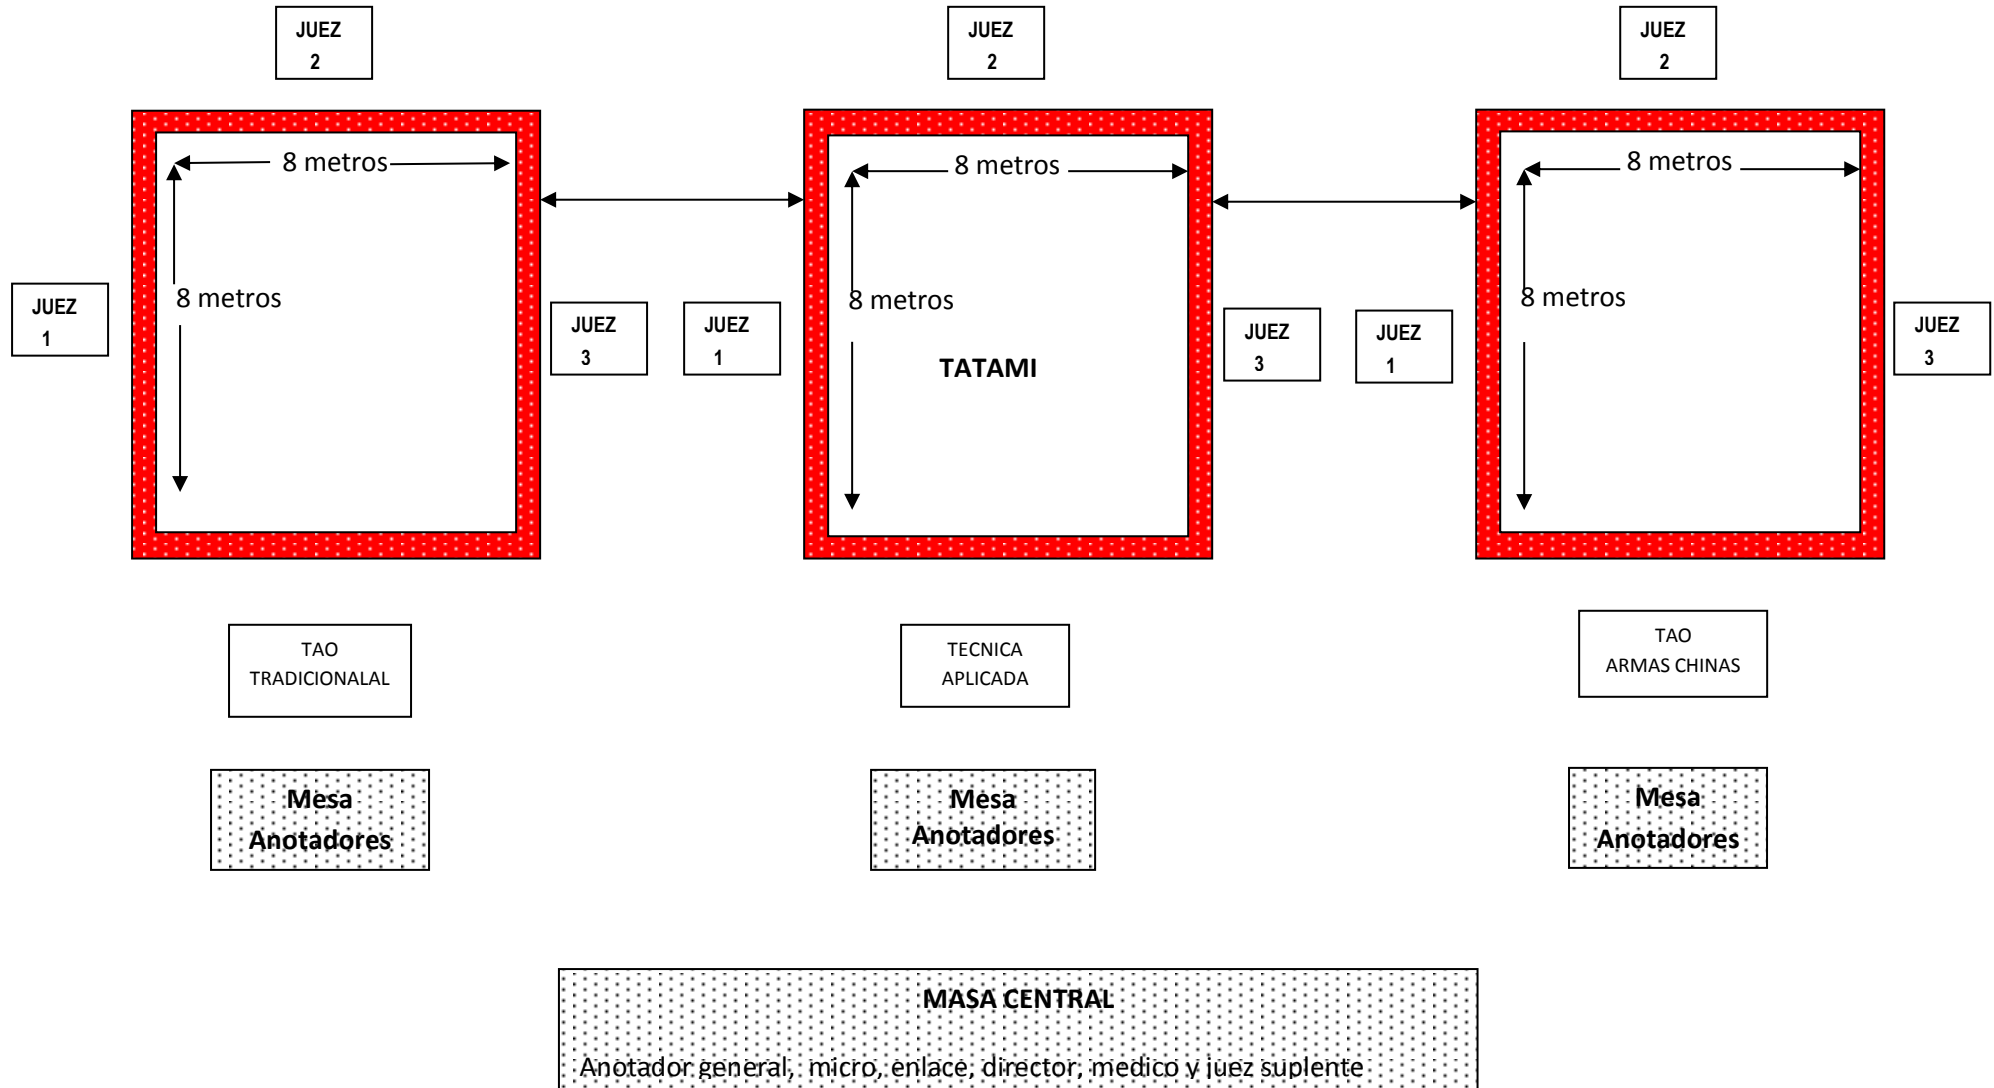 JUEZ
2
JUEZ
2
JUEZ
2
8 metros
8 metros
8 metros
8 metros
8 metros
8 metros
JUEZ
1
JUEZ
3
JUEZ
1
TATAMI
JUEZ
3
JUEZ
1
JUEZ
3
TAO
TRADICIONALAL
TECNICA
APLICADA
TAO
ARMAS CHINAS
Mesa
Anotadores
Mesa
Anotadores
Mesa
Anotadores
MASA CENTRAL
Anotador general, micro, enlace, director, medico y juez suplente